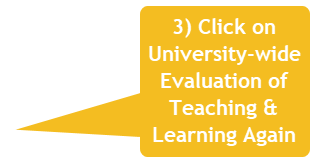 3) Click on
University-wide
Evaluation of
Teaching &
Learning Again